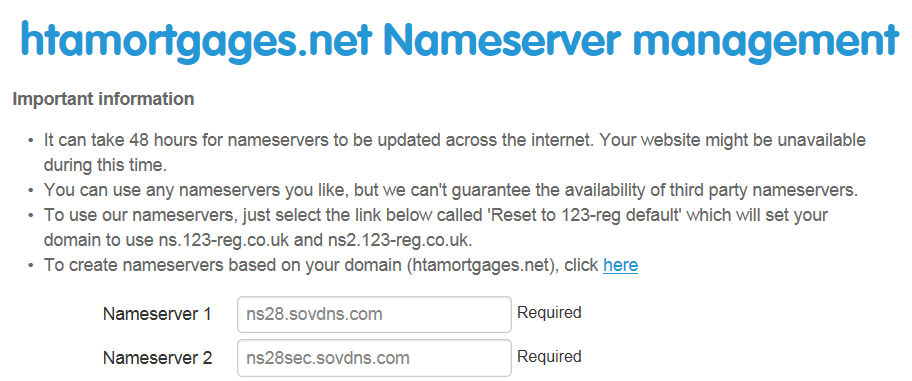 htamortgages.net Nameserver management
Important information
• It can take 48 hours for nameservers to be updated across the internet. Your website might be unavailable
during this time.
• You can use any nameservers you like, but we can't guarantee the availability of third party nameservers.
• To use our nameservers, just select the link below called 'Reset to 123-reg default' which will set your
domain to use ns.123-reg.co.uk and ns2.123-reg.co.uk.
• To create nameservers based on your domain (htamortgages.net), click here
Nameserver 1 ns28.sovdns.com Required
Nameserver 2 ns28sec.sovdns.com Required